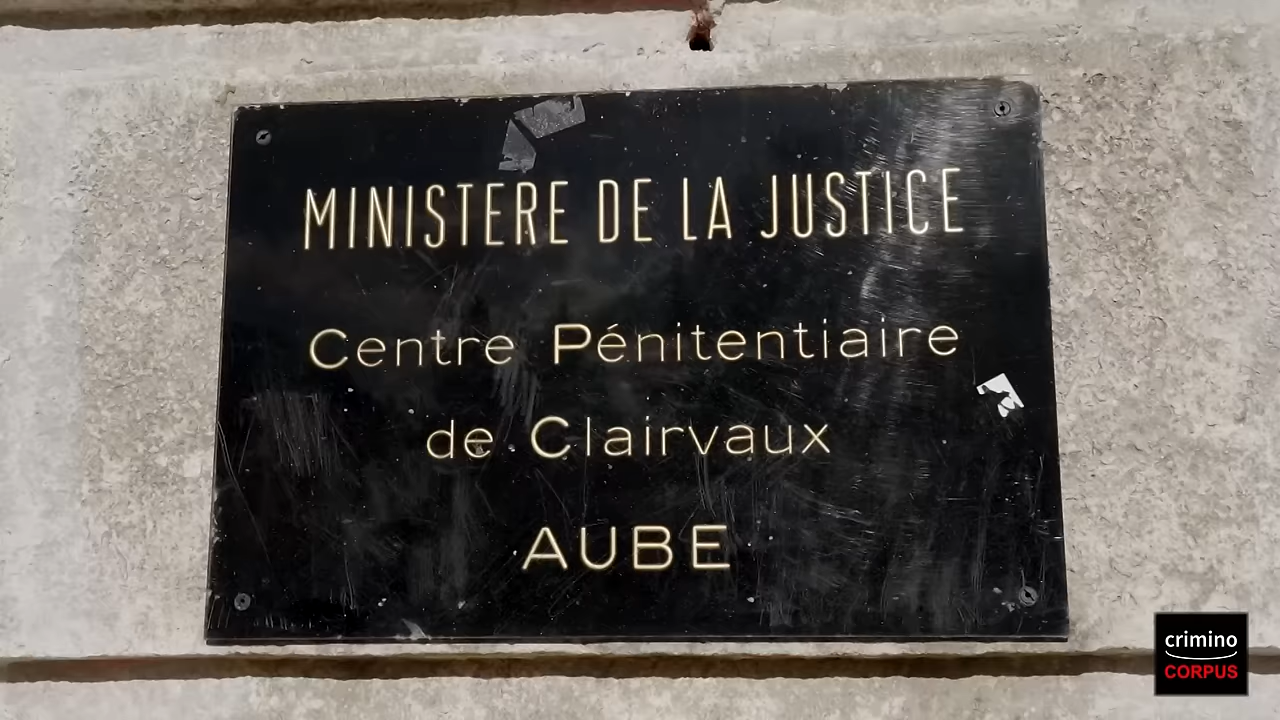 MINISTERE DE LA JUSTICE
Centre Pénitentiaire
de Clairvaux
AUBE
crimino
CORPUS